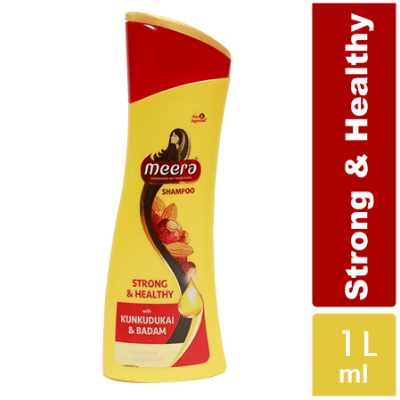 New &
Improved
meera
SHAMPOO
STRONG
& HEALTHY
with
KUNKUDUKAI
& BADAM
Strong & Healthy
1 L
ml